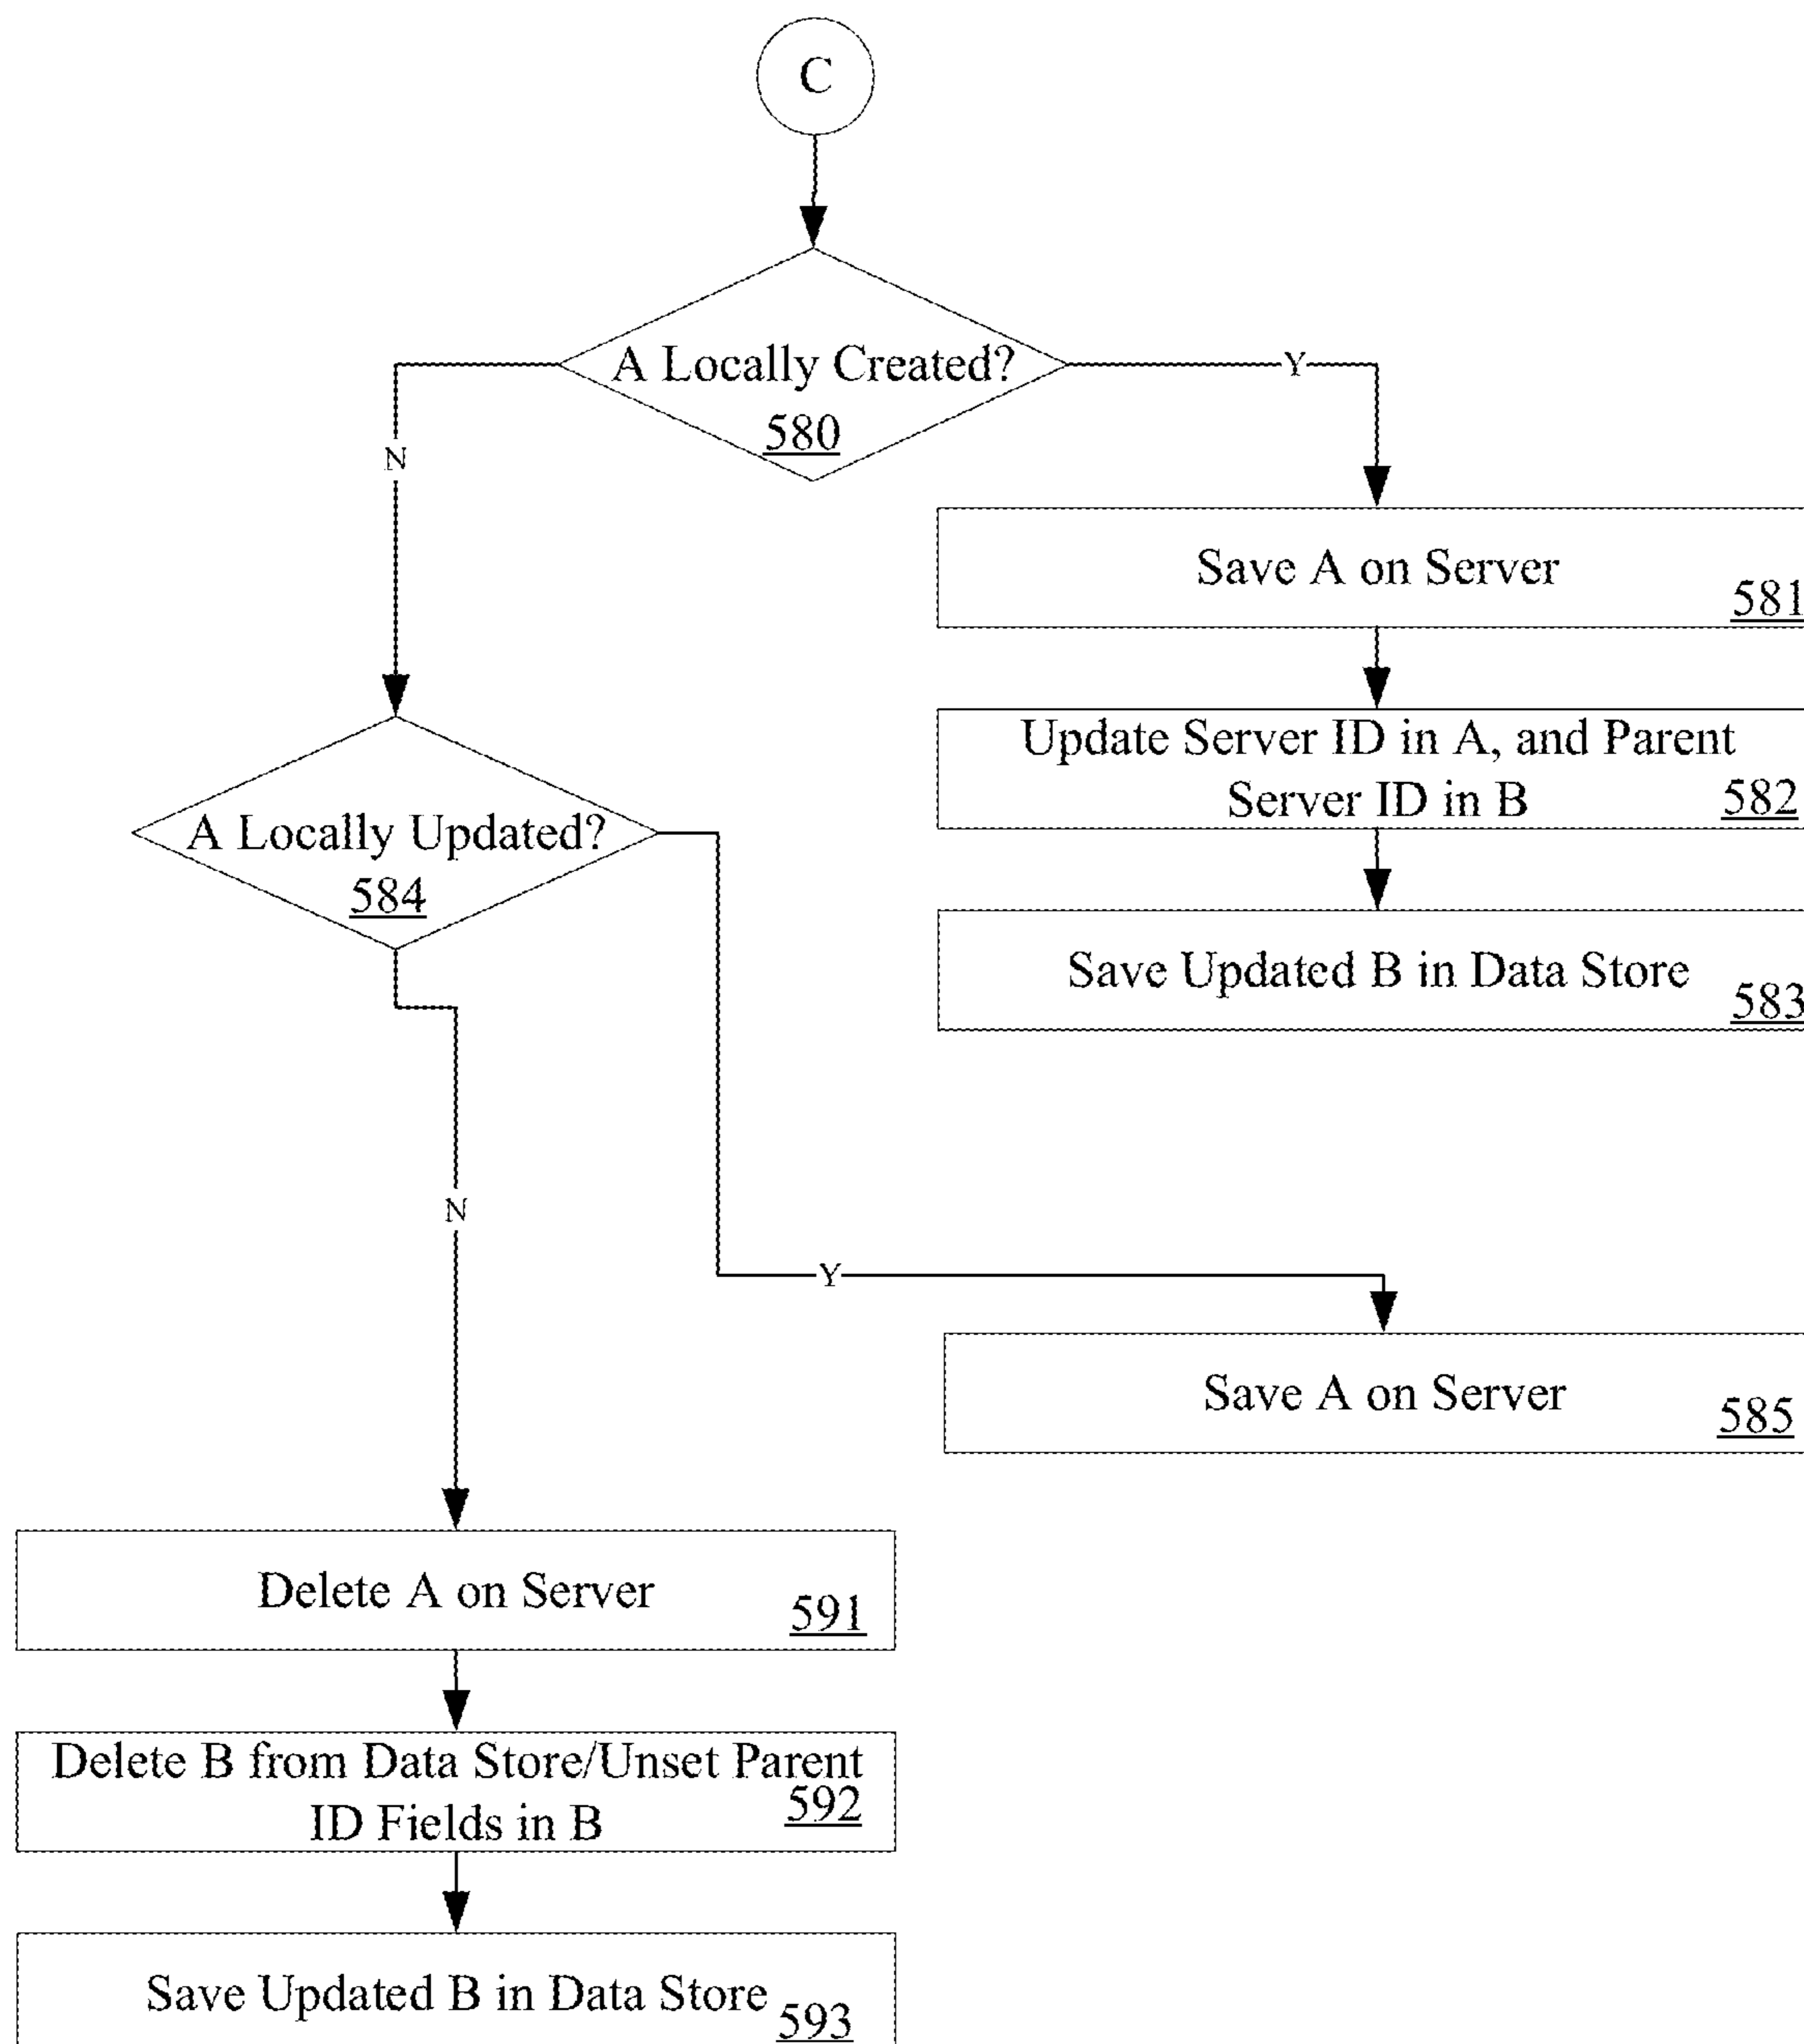 C
A Locally Created?
580
Y
N
Save A on Server
581
Update Server ID in A, and Parent
Server ID in B
582
A Locally Updated?
584
Save Updated B in Data Store
583
N
Y
Save A on Server
585
Delete A on Server
591
Delete B from Data Store/Unset Parent
ID Fields in B
592
Save Updated B in Data Store
593